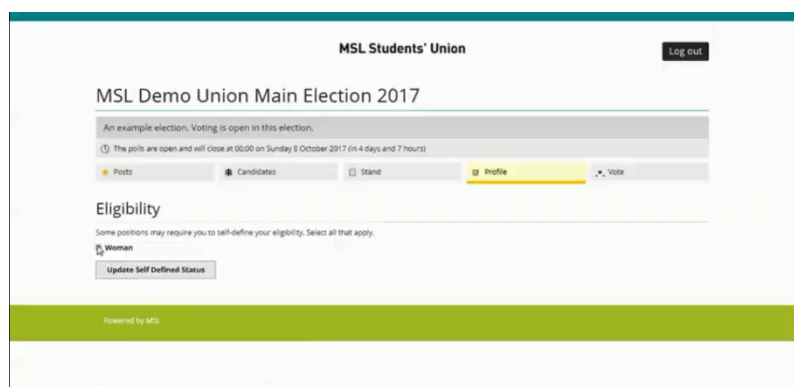 MSL Students' Union
Log out
MSL Demo Union Main Election 2017
An example election. Voting is open in this election.
The polls are open and will close at 00:00 on Sunday 8 October 2017 (in 4 days and 7 hours)
Posts
Candidates
Stand
Profile
Vote
Eligibility
Some positions may require you to self-define your eligibility. Select all that apply.
Woman
Update Self Defined Status
Powered by MSL